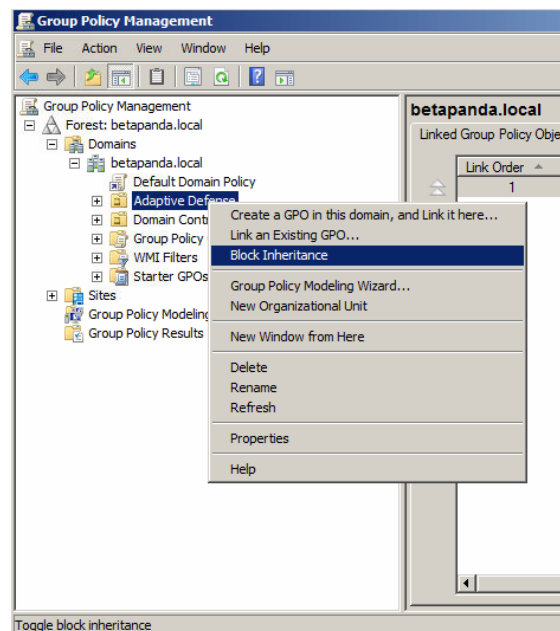 Group Policy Management
File Action View Window Help
Group Policy Management
Forest: betapanda.local
Domains
betapanda.local
Default Domain Policy
Adaptive Defense
Domain Cont
Group Policy
WMI Filters
Starter GPOs
Sites
Group Policy Modeling
Group Policy Results
betapanda.local
Linked Group Policy Obje
Link Order
1
Create a GPO in this domain, and Link it here...
Link an Existing GPO...
Block Inheritance
Group Policy Modeling Wizard...
New Organizational Unit
New Window from Here
Delete
Rename
Refresh
Properties
Help
Toggle block inheritance